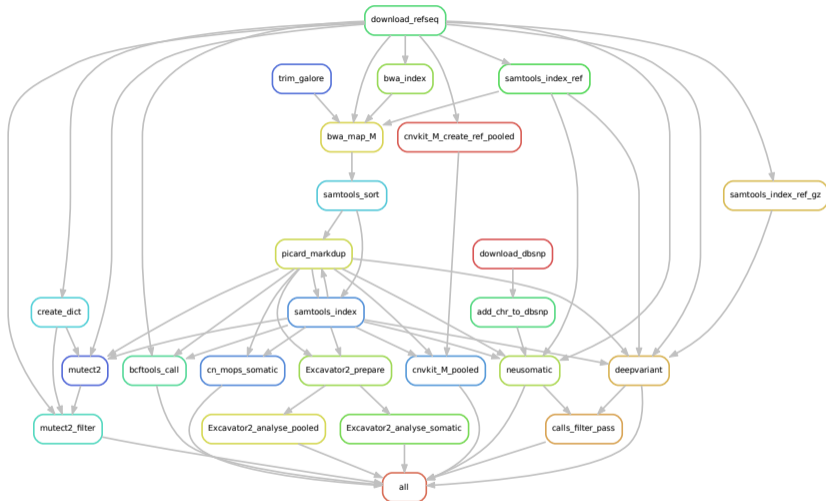 download_refseq
trim_galore
bwa_index
samtools_index_ref
bwa_map_M
cnvkit_M_create_ref_pooled
samtools_sort
samtools_index_ref_gz
picard_markdup
download_dbsnp
create_dict
samtools_index
add_chr_to_dbsnp
mutect2
bcftools_call
cn_mops_somatic
Excavator2_prepare
cnvkit_M_pooled
neusomatic
deepvariant
mutect2_filter
Excavator2_analyse_pooled
Excavator2_analyse_somatic
calls_filter_pass
all